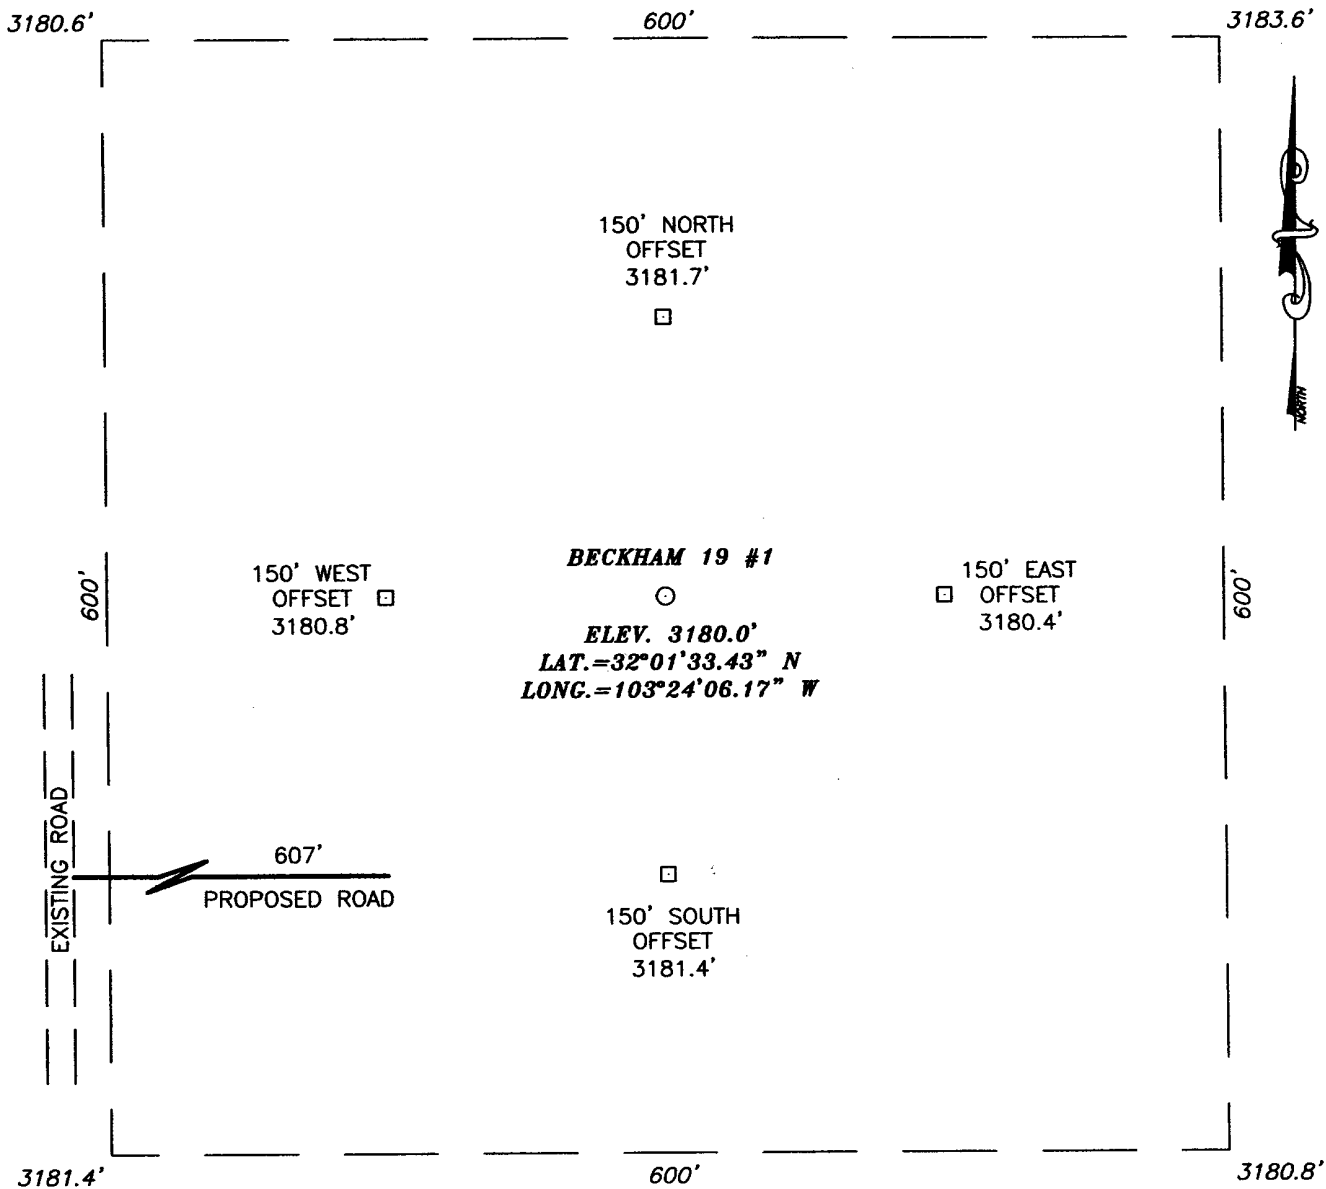 3180.6'
600'
3183.6'
NORTH
150' NORTH
OFFSET
3181.7'
BECKHAM 19 #1
150' WEST
OFFSET
3180.8'
150' EAST
OFFSET
3180.4'
600'
600'
ELEV. 3180.0'
LAT.=32°01'33.43" N
LONG.=103°24'06.17" W
EXISTING ROAD
607'
PROPOSED ROAD
150' SOUTH
OFFSET
3181.4'
3181.4'
600'
3180.8'